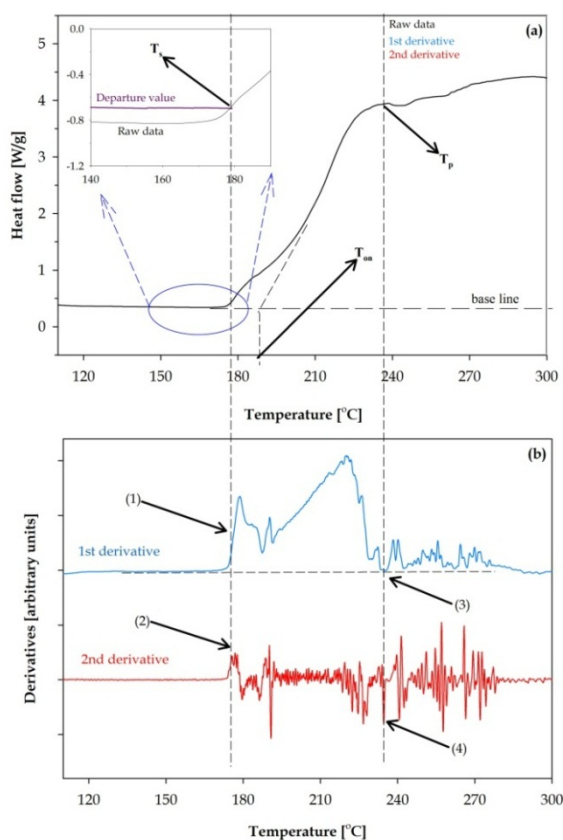 5
4
3
2
1
0
Heat flow [W/g]
(a)
Raw data
1st derivative
2nd derivative
0.0
-0.4
-0.8
-1.2
140
160
180
Ts
Departure value
Raw data
Tp
Ton
base line
120
150
180
210
240
270
300
Temperature [°C]
(b)
Derivatives [arbitrary units]
(1)
1st derivative
(2)
2nd derivative
(3)
(4)
120
150
180
210
240
270
300
Temperature [°C]